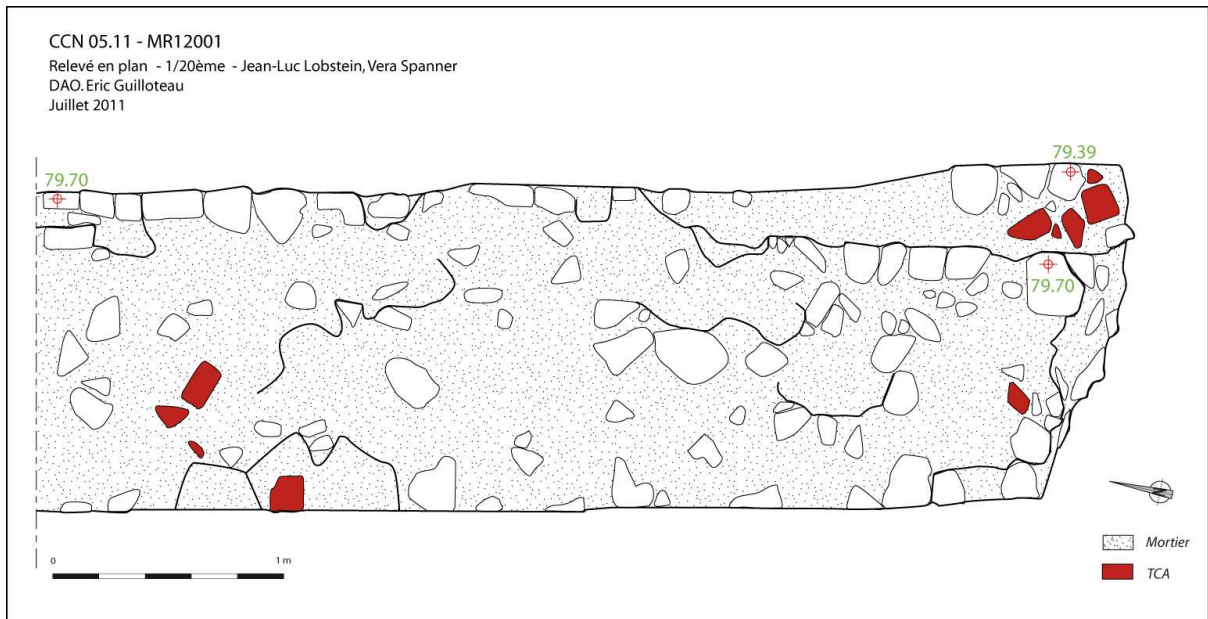 CCN 05.11 - MR12001
Relevé en plan - 1/20ème - Jean-Luc Lobstein, Vera Spanner
DAO. Eric Guilloteau
Juillet 2011
79.39
79.70
79.70
Mortier
TCA
0 1 m